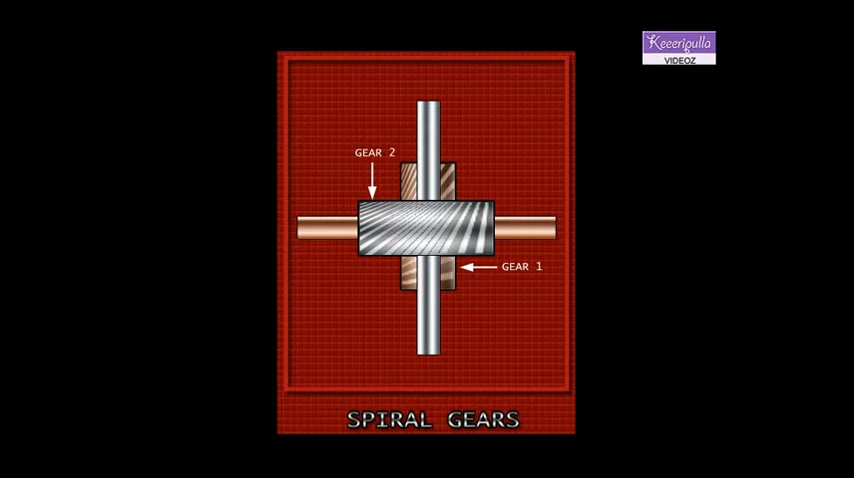 Keeeripulla
VIDEOZ
GEAR 2
GEAR 1
SPIRAL GEARS